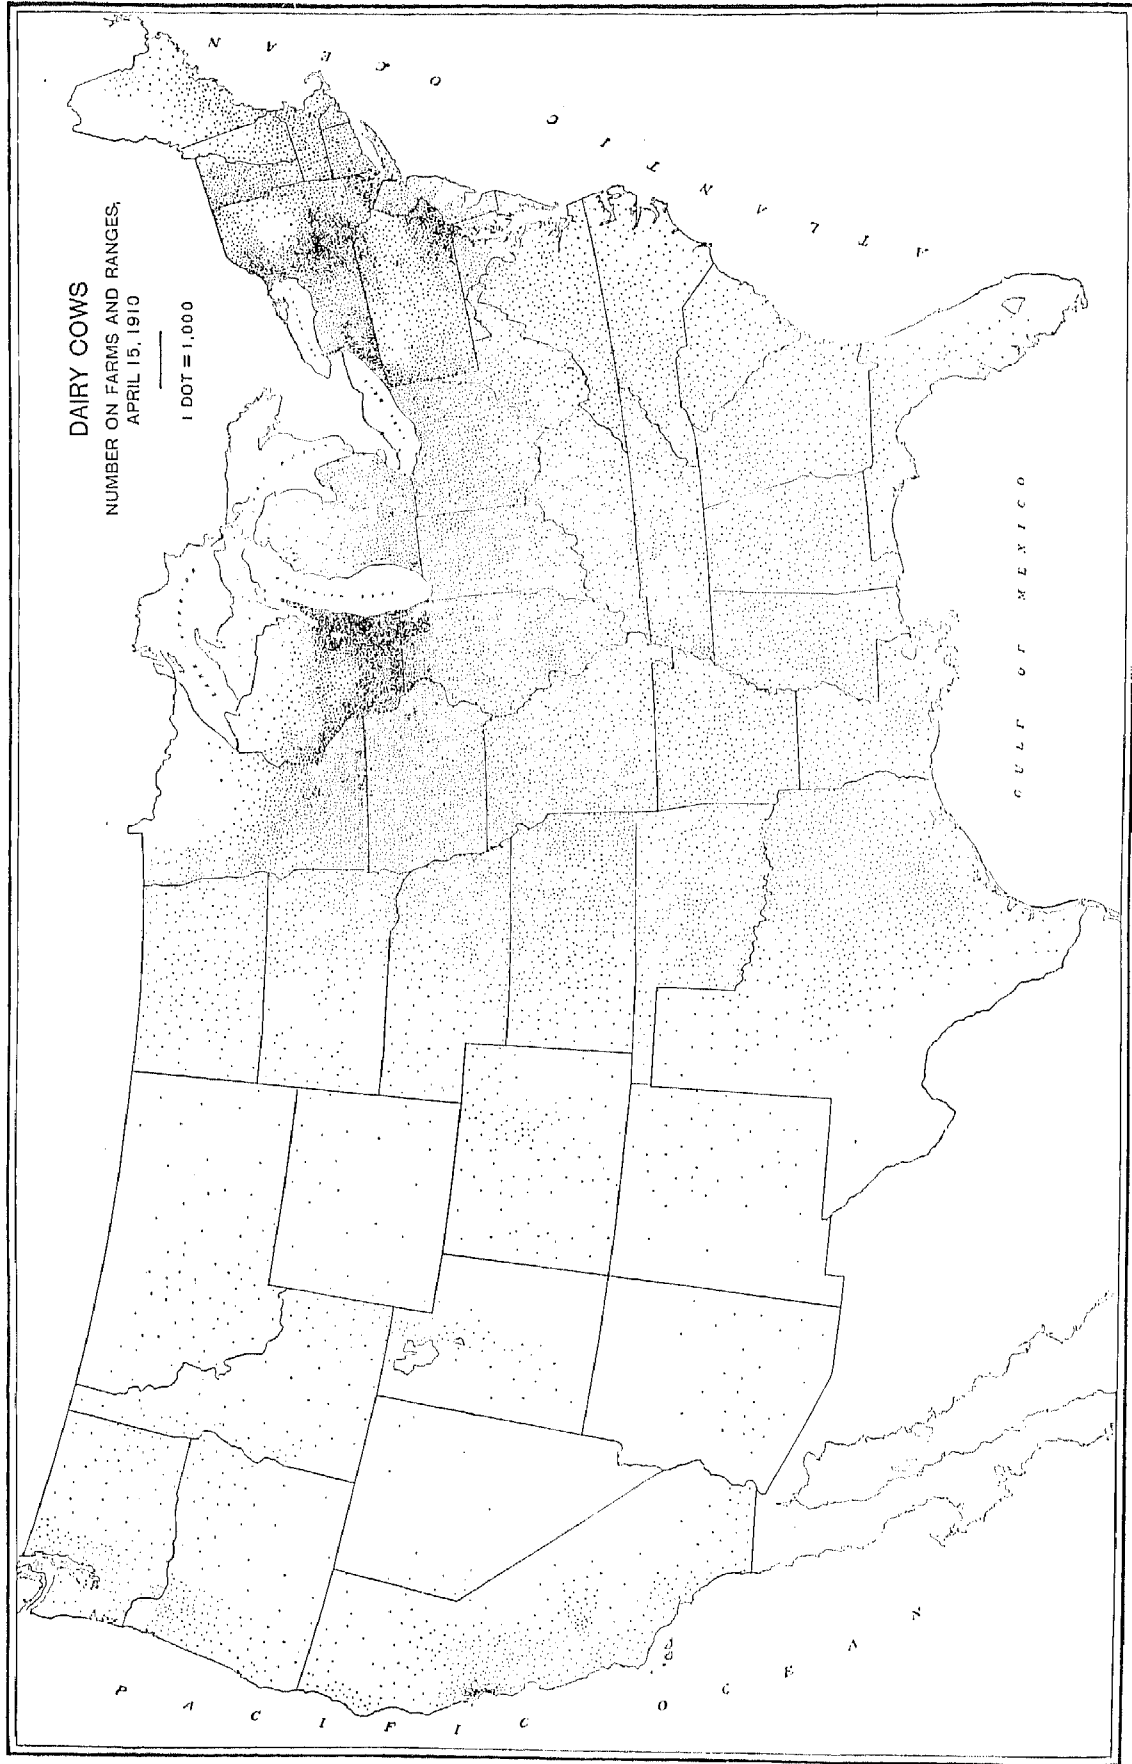 DAIRY COWS
NUMBER ON FARMS AND RANGES,
APRIL 15, 1910
1 DOT = 1,000
ATLANTIC OCEAN
GULF OF MEXICO
PACIFIC OCEAN